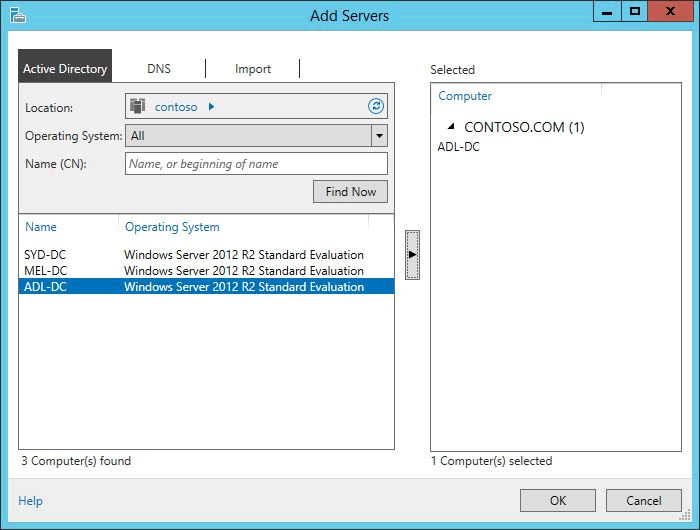 Add Servers
Active Directory
DNS
Import
Location:
contoso
Operating System:
All
Name (CN):
Name, or beginning of name
Find Now
Name Operating System
SYD-DC Windows Server 2012 R2 Standard Evaluation
MEL-DC Windows Server 2012 R2 Standard Evaluation
ADL-DC Windows Server 2012 R2 Standard Evaluation
3 Computer(s) found
Selected
Computer
CONTOSO.COM (1)
ADL-DC
1 Computer(s) selected
Help
OK
Cancel